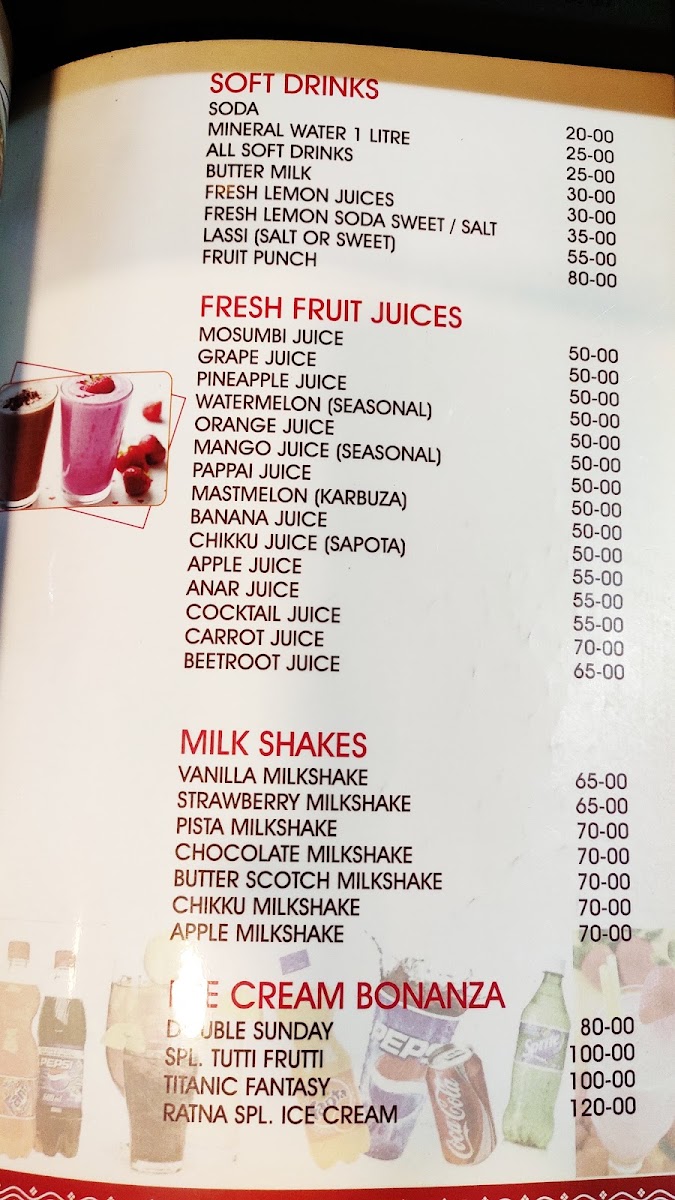 SOFT DRINKS
SODA 20-00
MINERAL WATER 1 LITRE 25-00
ALL SOFT DRINKS 25-00
BUTTER MILK 30-00
FRESH LEMON JUICES 30-00
FRESH LEMON SODA SWEET / SALT 35-00
LASSI (SALT OR SWEET) 55-00
FRUIT PUNCH 80-00
FRESH FRUIT JUICES
MOSUMBI JUICE 50-00
GRAPE JUICE 50-00
PINEAPPLE JUICE 50-00
WATERMELON (SEASONAL) 50-00
ORANGE JUICE 50-00
MANGO JUICE (SEASONAL) 50-00
PAPPAI JUICE 50-00
MASTMELON (KARBUZA) 50-00
BANANA JUICE 50-00
CHIKKU JUICE (SAPOTA) 50-00
APPLE JUICE 55-00
ANAR JUICE 55-00
COCKTAIL JUICE 55-00
CARROT JUICE 70-00
BEETROOT JUICE 65-00
MILK SHAKES
VANILLA MILKSHAKE 65-00
STRAWBERRY MILKSHAKE 65-00
PISTA MILKSHAKE 70-00
CHOCOLATE MILKSHAKE 70-00
BUTTER SCOTCH MILKSHAKE 70-00
CHIKKU MILKSHAKE 70-00
APPLE MILKSHAKE 70-00
ICE CREAM BONANZA
DOUBLE SUNDAY 80-00
SPL. TUTTI FRUTTI 100-00
TITANIC FANTASY 100-00
RATNA SPL. ICE CREAM 120-00
PEPSI
Sprite
Coca-Cola